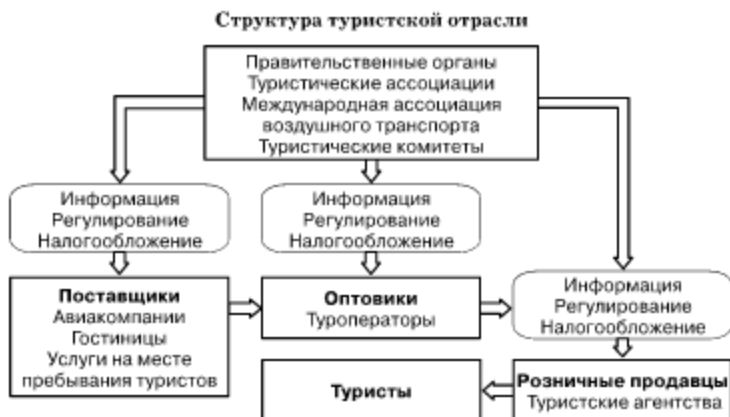 Структура туристской отрасли
Правительственные органы
Туристические ассоциации
Международная ассоциация
воздушного транспорта
Туристические комитеты
Информация
Регулирование
Налогообложение
Информация
Регулирование
Налогообложение
Информация
Регулирование
Налогообложение
Поставщики
Авиакомпании
Гостиницы
Услуги на месте
пребывания туристов
Оптовики
Туроператоры
Розничные продавцы
Туристские агентства
Туристы